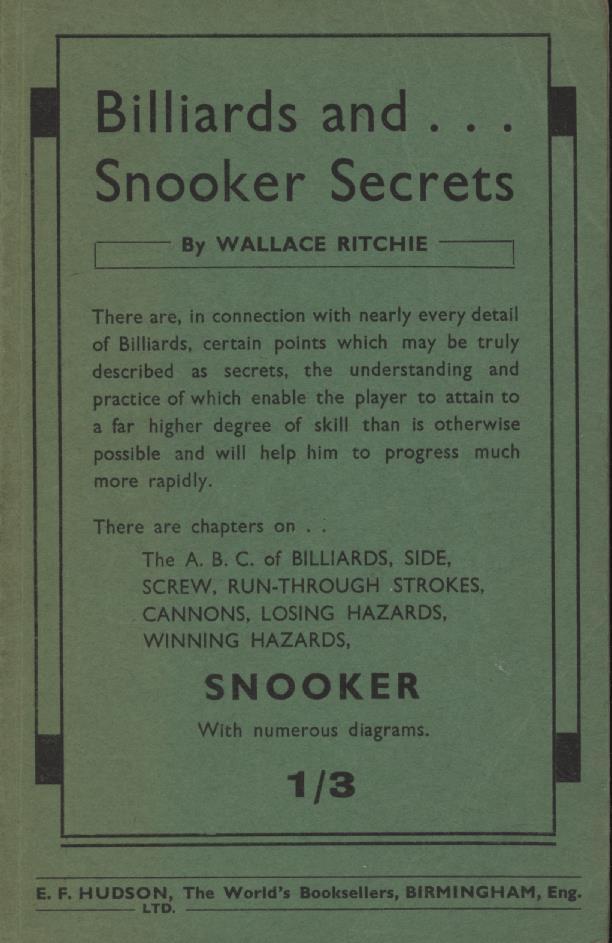 Billiards and . . .
Snooker Secrets
By WALLACE RITCHIE
There are, in connection with nearly every detail
of Billiards, certain points which may be truly
described as secrets, the understanding and
practice of which enable the player to attain to
a far higher degree of skill than is otherwise
possible and will help him to progress much
more rapidly.
There are chapters on . .
The A. B. C. of BILLIARDS, SIDE,
SCREW, RUN-THROUGH STROKES,
CANNONS, LOSING HAZARDS,
WINNING HAZARDS,
SNOOKER
With numerous diagrams.
1/3
E. F. HUDSON, The World's Booksellers, BIRMINGHAM, Eng.
LTD.